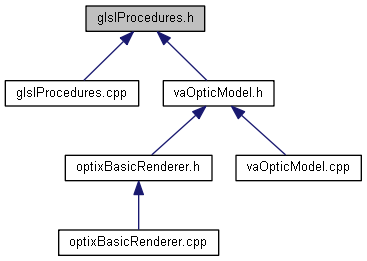 glslProcedures.h
glslProcedures.cpp
vaOpticModel.h
optixBasicRenderer.h
vaOpticModel.cpp
optixBasicRenderer.cpp